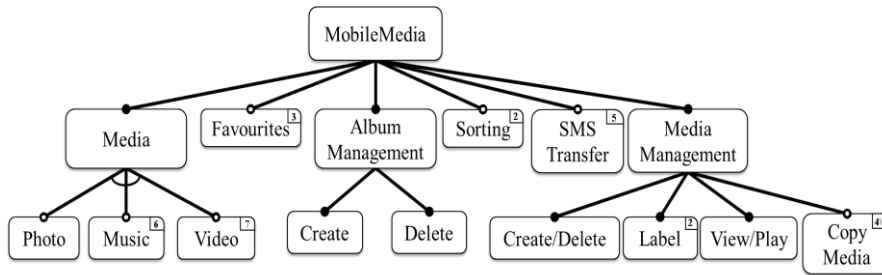 MobileMedia
Media
Favourites 3
Album
Management
Sorting 2
SMS 5
Transfer
Media
Management
Photo
Music 6
Video 7
Create
Delete
Create/Delete
Label 2
View/Play
Copy 4
Media